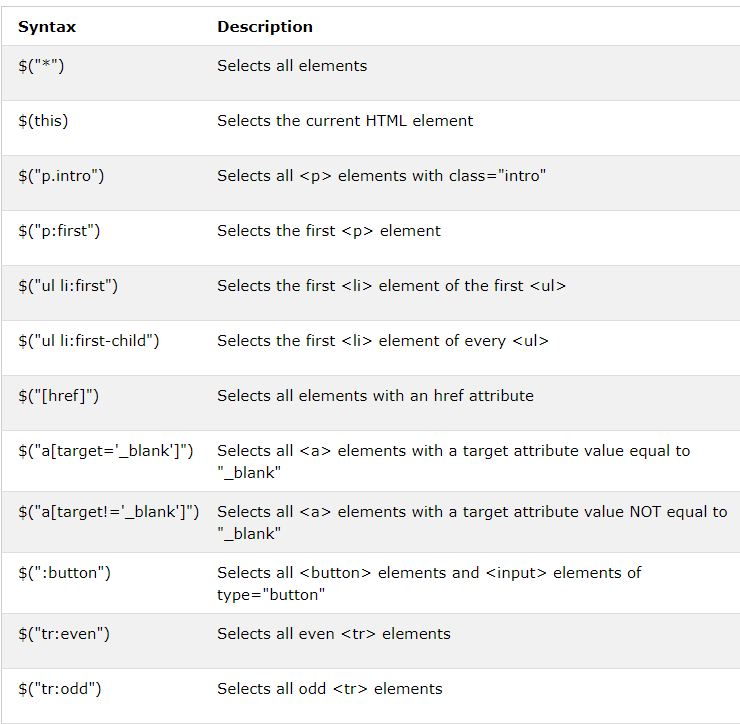 Syntax Description
$("*") Selects all elements
$(this) Selects the current HTML element
$("p.intro") Selects all <p> elements with class="intro"
$("p:first") Selects the first <p> element
$("ul li:first") Selects the first <li> element of the first <ul>
$("ul li:first-child") Selects the first <li> element of every <ul>
$("[href]") Selects all elements with an href attribute
$("a[target='_blank']") Selects all <a> elements with a target attribute value equal to
"_blank"
$("a[target!='_blank']") Selects all <a> elements with a target attribute value NOT equal to
"_blank"
$(":button") Selects all <button> elements and <input> elements of
type="button"
$("tr:even") Selects all even <tr> elements
$("tr:odd") Selects all odd <tr> elements